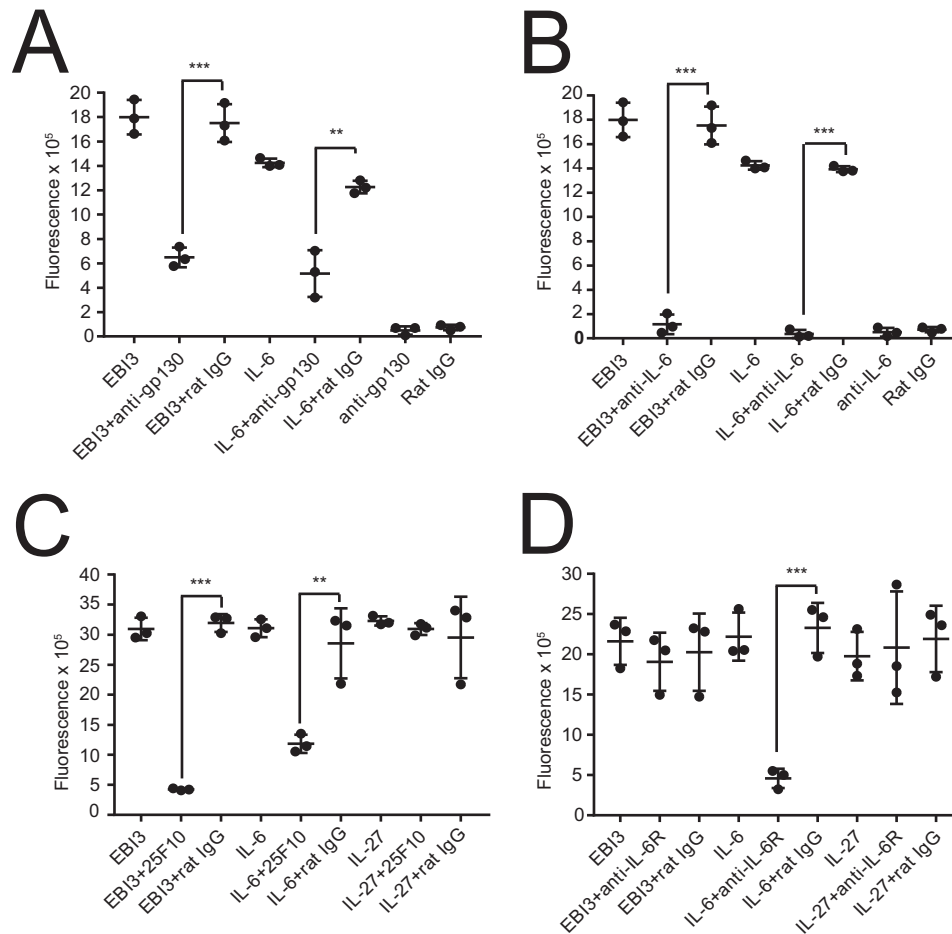 A
Fluorescence x 10⁵
20
18
16
14
12
10
8
6
4
2
0
***
**
EBI3
EBI3+anti-gp130
EBI3+rat IgG
IL-6
IL-6+anti-gp130
IL-6+rat IgG
anti-gp130
Rat IgG
B
Fluorescence x 10⁵
20
18
16
14
12
10
8
6
4
2
0
***
***
EBI3
EBI3+anti-IL-6
EBI3+rat IgG
IL-6
IL-6+anti-IL-6
IL-6+rat IgG
anti-IL-6
Rat IgG
C
Fluorescence x 10⁵
40
35
30
25
20
15
10
5
0
***
**
EBI3
EBI3+25F10
EBI3+rat IgG
IL-6
IL-6+25F10
IL-6+rat IgG
IL-27
IL-27+25F10
IL-27+rat IgG
D
Fluorescence x 10⁵
30
25
20
15
10
5
0
***
EBI3
EBI3+anti-IL-6R
EBI3+rat IgG
IL-6
IL-6+anti-IL-6R
IL-6+rat IgG
IL-27
IL-27+anti-IL-6R
IL-27+rat IgG